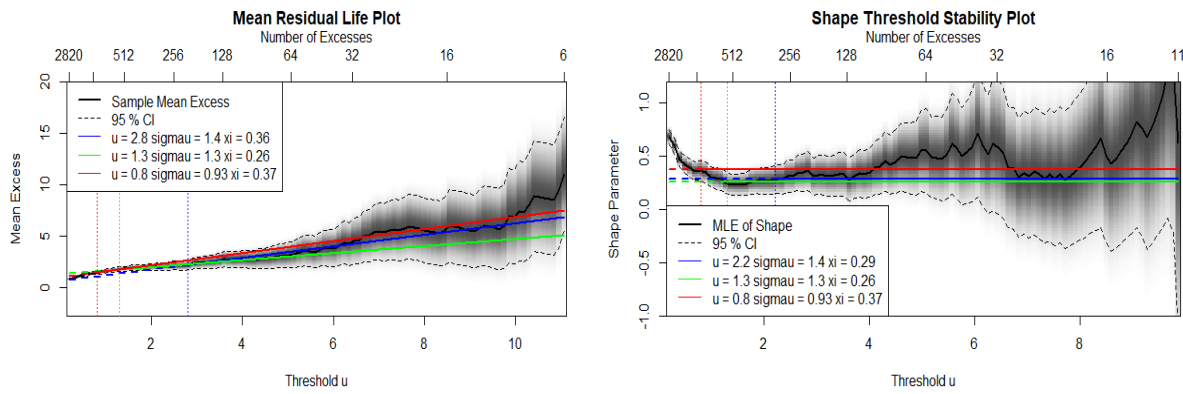 Mean Residual Life Plot
Number of Excesses
2820 512 256 128 64 32 16 6
Mean Excess
20
15
10
5
0
Sample Mean Excess
95 % CI
u = 2.8 sigmau = 1.4 xi = 0.36
u = 1.3 sigmau = 1.3 xi = 0.26
u = 0.8 sigmau = 0.93 xi = 0.37
2 4 6 8 10
Threshold u
Shape Threshold Stability Plot
Number of Excesses
2820 512 256 128 64 32 16 11
Shape Parameter
1.0
0.5
0.0
-0.5
-1.0
MLE of Shape
95 % CI
u = 2.2 sigmau = 1.4 xi = 0.29
u = 1.3 sigmau = 1.3 xi = 0.26
u = 0.8 sigmau = 0.93 xi = 0.37
2 4 6 8
Threshold u